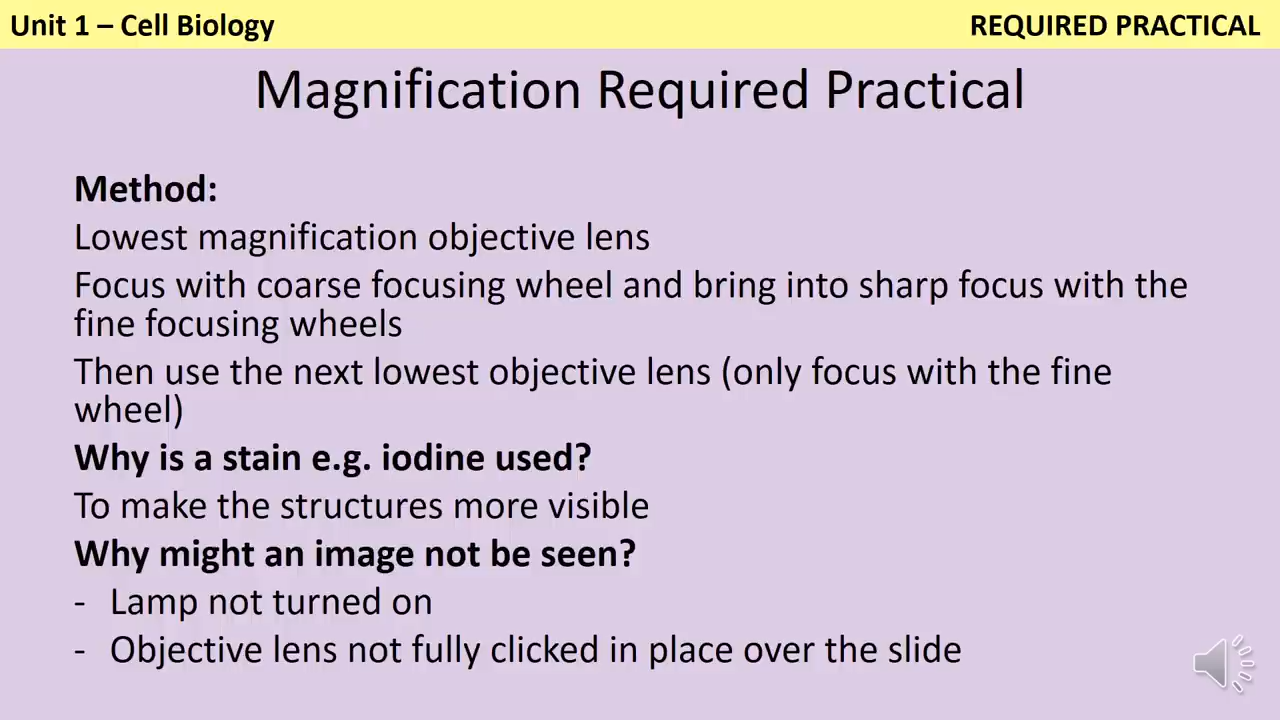 Unit 1 – Cell Biology
REQUIRED PRACTICAL
Magnification Required Practical
Method:
Lowest magnification objective lens
Focus with coarse focusing wheel and bring into sharp focus with the
fine focusing wheels
Then use the next lowest objective lens (only focus with the fine
wheel)
Why is a stain e.g. iodine used?
To make the structures more visible
Why might an image not be seen?
- Lamp not turned on
- Objective lens not fully clicked in place over the slide